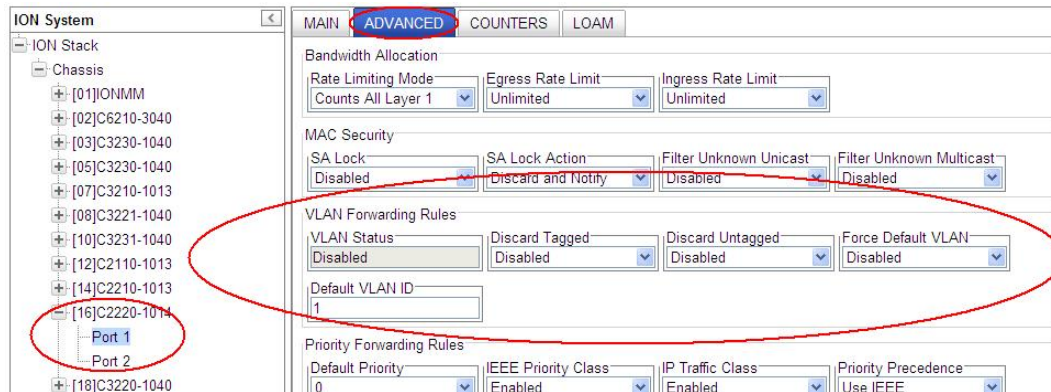 ION System
ION Stack
Chassis
[01]IONMM
[02]C6210-3040
[03]C3230-1040
[05]C3230-1040
[07]C3210-1013
[08]C3221-1040
[10]C3231-1040
[12]C2110-1013
[14]C2210-1013
[16]C2220-1014
Port 1
Port 2
[18]C3220-1040
MAIN ADVANCED COUNTERS LOAM
Bandwidth Allocation
Rate Limiting Mode Egress Rate Limit Ingress Rate Limit
Counts All Layer 1 Unlimited Unlimited
MAC Security
SA Lock SA Lock Action Filter Unknown Unicast Filter Unknown Multicast
Disabled Discard and Notify Disabled Disabled
VLAN Forwarding Rules
VLAN Status Discard Tagged Discard Untagged Force Default VLAN
Disabled Disabled Disabled Disabled
Default VLAN ID
1
Priority Forwarding Rules
Default Priority IEEE Priority Class IP Traffic Class Priority Precedence
0 Enabled Enabled Use IEEE